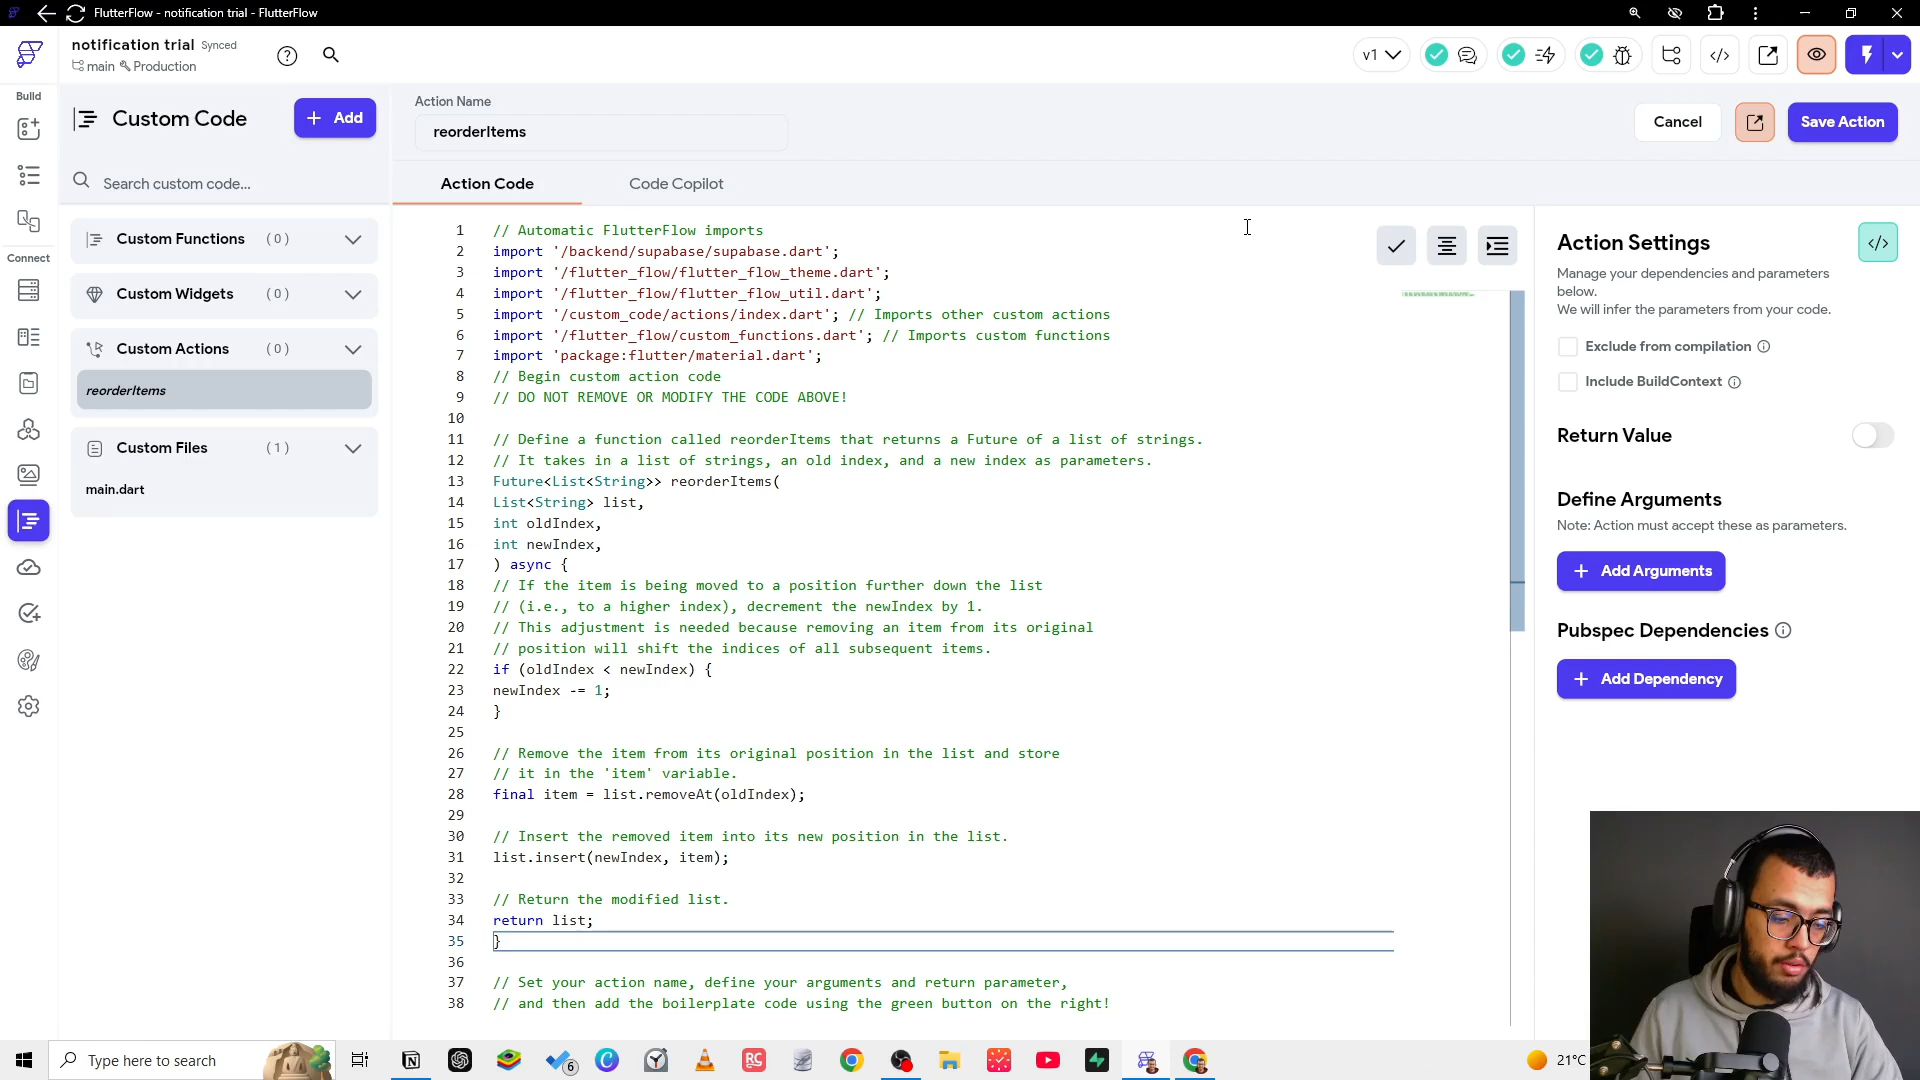 FlutterFlow - notification trial - FlutterFlow
notification trial Synced
main Production
v1
Build
Connect
Custom Code
+ Add
Search custom code...
Custom Functions (0)
Custom Widgets (0)
Custom Actions (0)
reorderItems
Custom Files (1)
main.dart
Action Name
reorderItems
Cancel
Save Action
Action Code
Code Copilot
1 // Automatic FlutterFlow imports
2 import '/backend/supabase/supabase.dart';
3 import '/flutter_flow/flutter_flow_theme.dart';
4 import '/flutter_flow/flutter_flow_util.dart';
5 import '/custom_code/actions/index.dart'; // Imports other custom actions
6 import '/flutter_flow/custom_functions.dart'; // Imports custom functions
7 import 'package:flutter/material.dart';
8 // Begin custom action code
9 // DO NOT REMOVE OR MODIFY THE CODE ABOVE!
10
11 // Define a function called reorderItems that returns a Future of a list of strings.
12 // It takes in a list of strings, an old index, and a new index as parameters.
13 Future<List<String>> reorderItems(
14 List<String> list,
15 int oldIndex,
16 int newIndex,
17 ) async {
18 // If the item is being moved to a position further down the list
19 // (i.e., to a higher index), decrement the newIndex by 1.
20 // This adjustment is needed because removing an item from its original
21 // position will shift the indices of all subsequent items.
22 if (oldIndex < newIndex) {
23 newIndex -= 1;
24 }
25
26 // Remove the item from its original position in the list and store
27 // it in the 'item' variable.
28 final item = list.removeAt(oldIndex);
29
30 // Insert the removed item into its new position in the list.
31 list.insert(newIndex, item);
32
33 // Return the modified list.
34 return list;
35 }
36
37 // Set your action name, define your arguments and return parameter,
38 // and then add the boilerplate code using the green button on the right!
Action Settings
Manage your dependencies and parameters
below.
We will infer the parameters from your code.
Exclude from compilation
Include BuildContext
Return Value
Define Arguments
Note: Action must accept these as parameters.
+ Add Arguments
Pubspec Dependencies
+ Add Dependency
Type here to search
6
RC
21°C